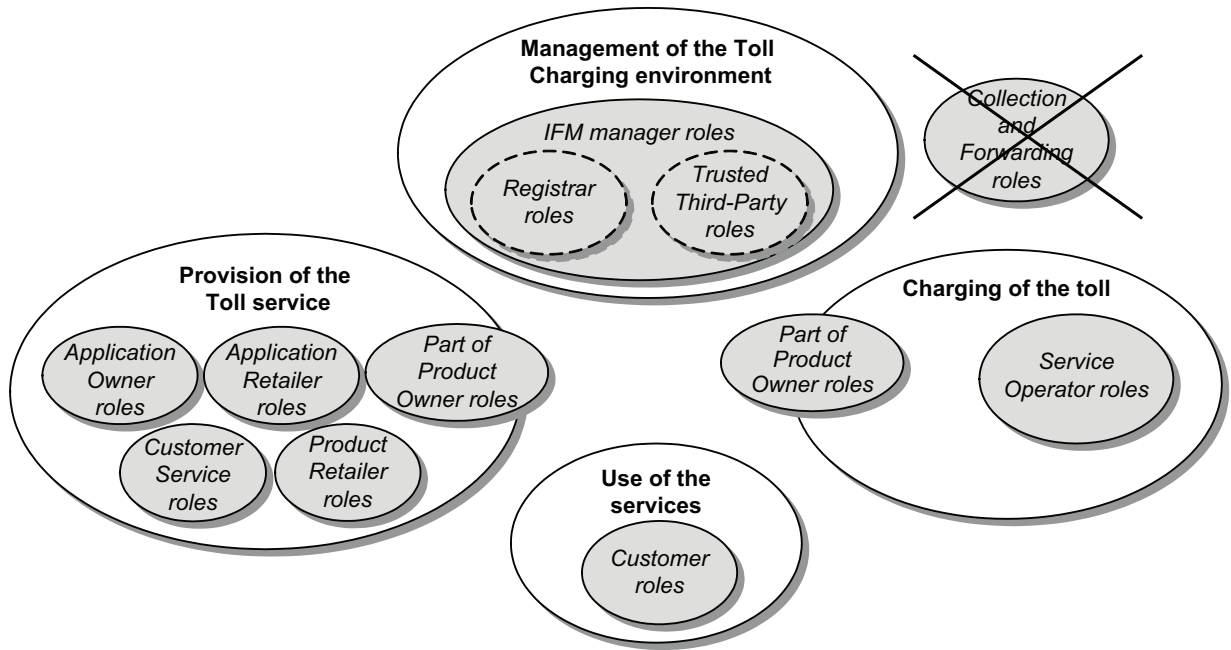 Management of the Toll
Charging environment
IFM manager roles
Registrar
roles
Trusted
Third-Party
roles
Collection
and
Forwarding
roles
Provision of the
Toll service
Application
Owner
roles
Application
Retailer
roles
Part of
Product
Owner roles
Customer
Service
roles
Product
Retailer
roles
Charging of the toll
Part of
Product
Owner roles
Service
Operator roles
Use of the
services
Customer
roles